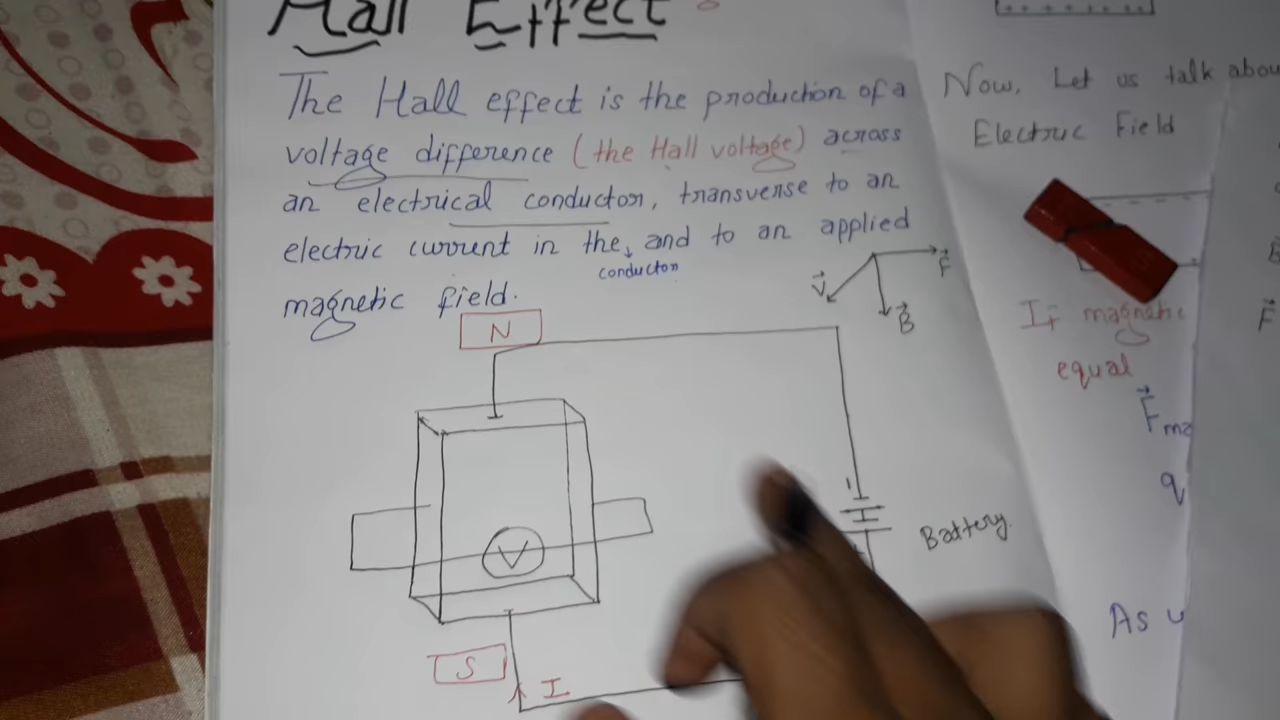 Hall Effect
The Hall effect is the production of a
voltage difference (the Hall voltage) across
an electrical conductor, transverse to an
electric current in the, and to an applied
conductor
magnetic field.
V F
B
N
V
Battery
S
I
Now, Let us talk abou
Electric Field
If magnetic
equal
F ma
q
As
F